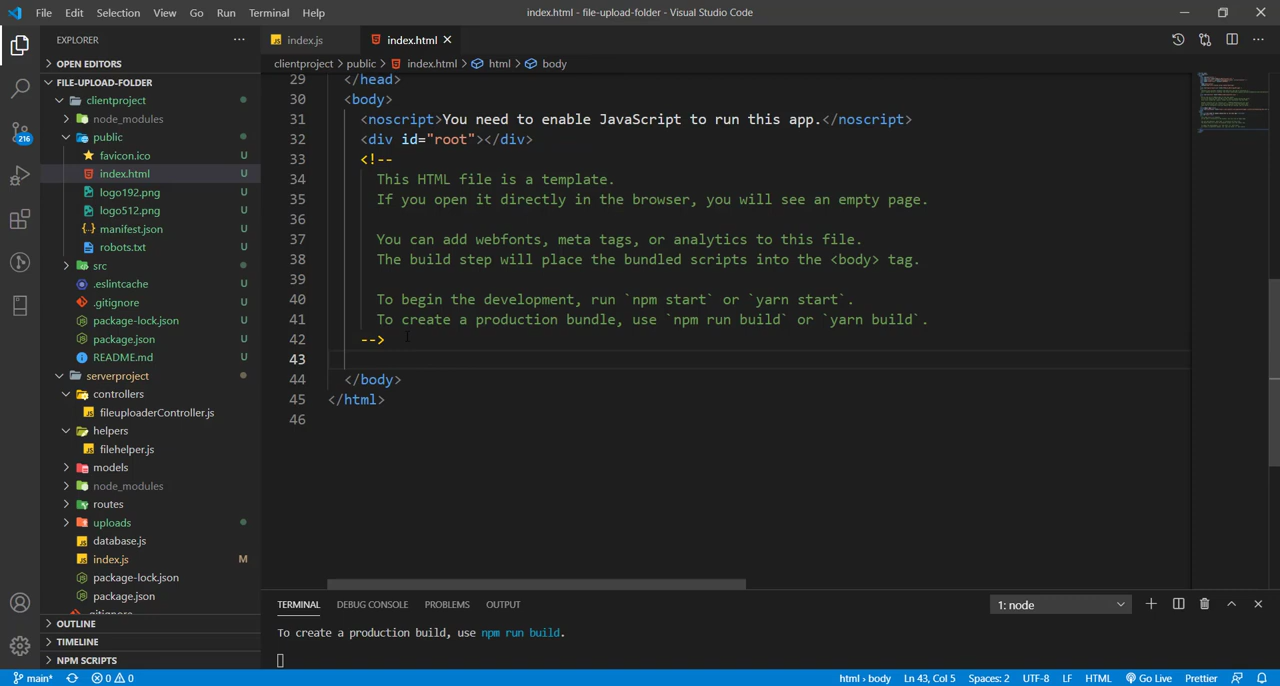 File Edit Selection View Go Run Terminal Help
index.html - file-upload-folder - Visual Studio Code
EXPLORER
index.js
index.html
OPEN EDITORS
clientproject > public > index.html > html > body
FILE-UPLOAD-FOLDER
clientproject
node_modules
public
favicon.ico U
index.html U
logo192.png U
logo512.png U
manifest.json U
robots.txt U
src
.eslintcache U
.gitignore U
package-lock.json U
package.json U
README.md U
serverproject
controllers
fileuploaderController.js
helpers
filehelper.js
models
node_modules
routes
uploads
database.js
index.js M
package-lock.json
package.json
.gitignore
OUTLINE
TIMELINE
NPM SCRIPTS
216
29 </head>
30 <body>
31 <noscript>You need to enable JavaScript to run this app.</noscript>
32 <div id="root"></div>
33 <!--
34 This HTML file is a template.
35 If you open it directly in the browser, you will see an empty page.
36
37 You can add webfonts, meta tags, or analytics to this file.
38 The build step will place the bundled scripts into the <body> tag.
39
40 To begin the development, run `npm start` or `yarn start`.
41 To create a production bundle, use `npm run build` or `yarn build`.
42 -->
43
44 </body>
45 </html>
46
TERMINAL DEBUG CONSOLE PROBLEMS OUTPUT
1: node
To create a production build, use npm run build.
main* 0 0
html > body Ln 43, Col 5 Spaces: 2 UTF-8 LF HTML Go Live Prettier